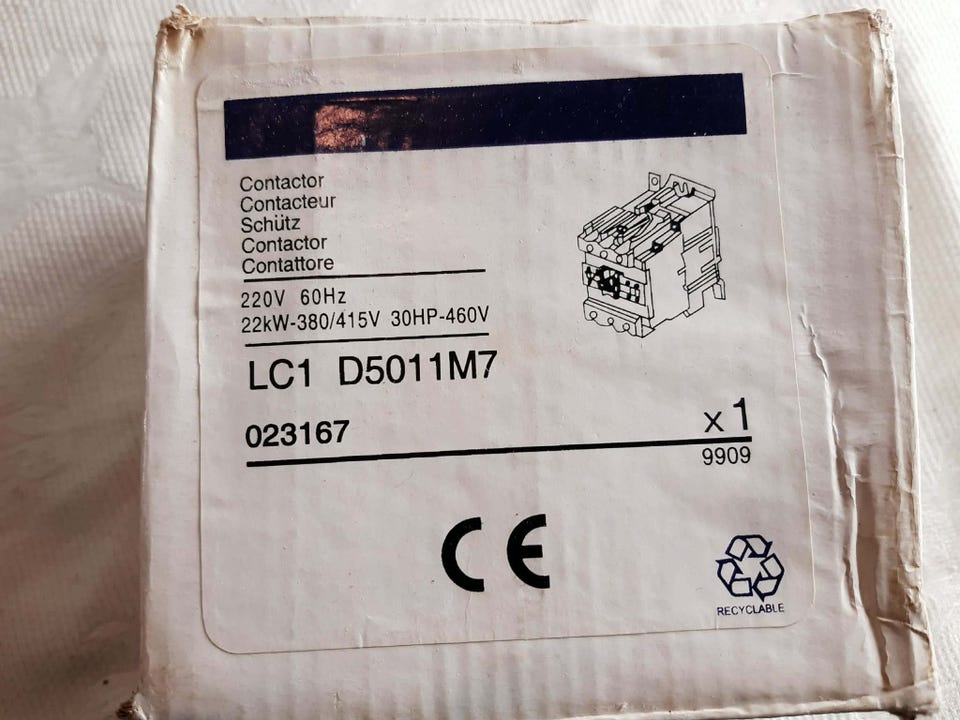 Contactor
Contacteur
Schütz
Contactor
Contattore
220V 60Hz
22kW-380/415V 30HP-460V
LC1 D5011M7
023167
x 1
9909
CE
RECYCLABLE